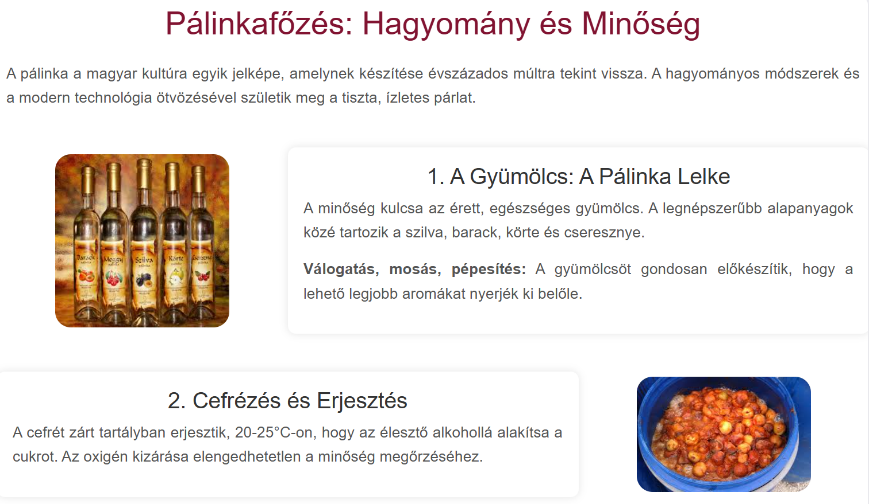 Pálinkafőzés: Hagyomány és Minőség
A pálinka a magyar kultúra egyik jelképe, amelynek készítése évszázados múltra tekint vissza. A hagyományos módszerek és
a modern technológia ötvözésével születik meg a tiszta, ízletes párlat.
1. A Gyümölcs: A Pálinka Lelke
A minőség kulcsa az érett, egészséges gyümölcs. A legnépszerűbb alapanyagok
közé tartozik a szilva, barack, körte és cseresznye.
Válogatás, mosás, pépesítés: A gyümölcsöt gondosan előkészítik, hogy a
lehető legjobb aromákat nyerjék ki belőle.
Meggy
Szilva
Körte
2. Cefrézés és Erjesztés
A cefrét zárt tartályban erjesztik, 20-25°C-on, hogy az élesztő alkohollá alakítsa a
cukrot. Az oxigén kizárása elengedhetetlen a minőség megőrzéséhez.